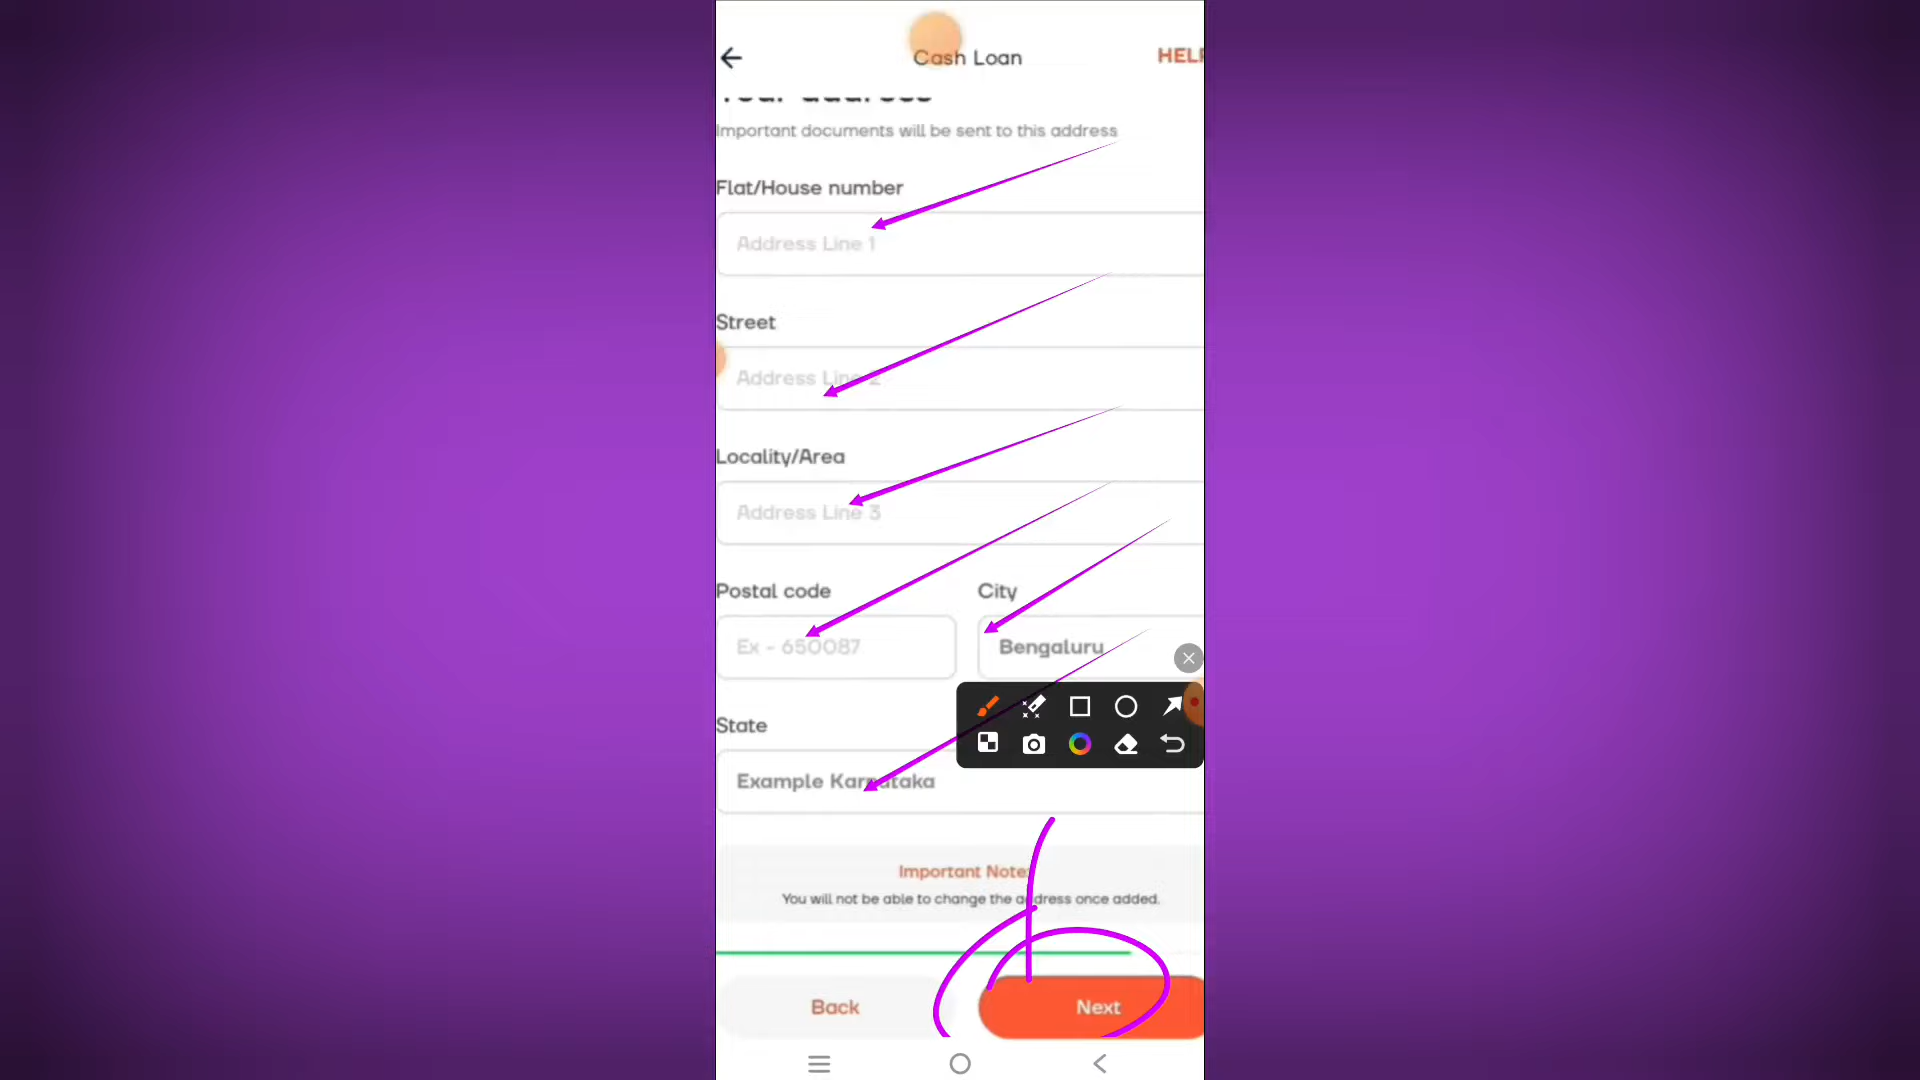 Cash Loan
HELP
Your address
Important documents will be sent to this address
Flat/House number
Address Line 1
Street
Address Line 2
Locality/Area
Address Line 3
Postal code
City
Ex - 650087
Bengaluru
State
Example Karnataka
Important Note:
You will not be able to change the address once added.
Back
Next